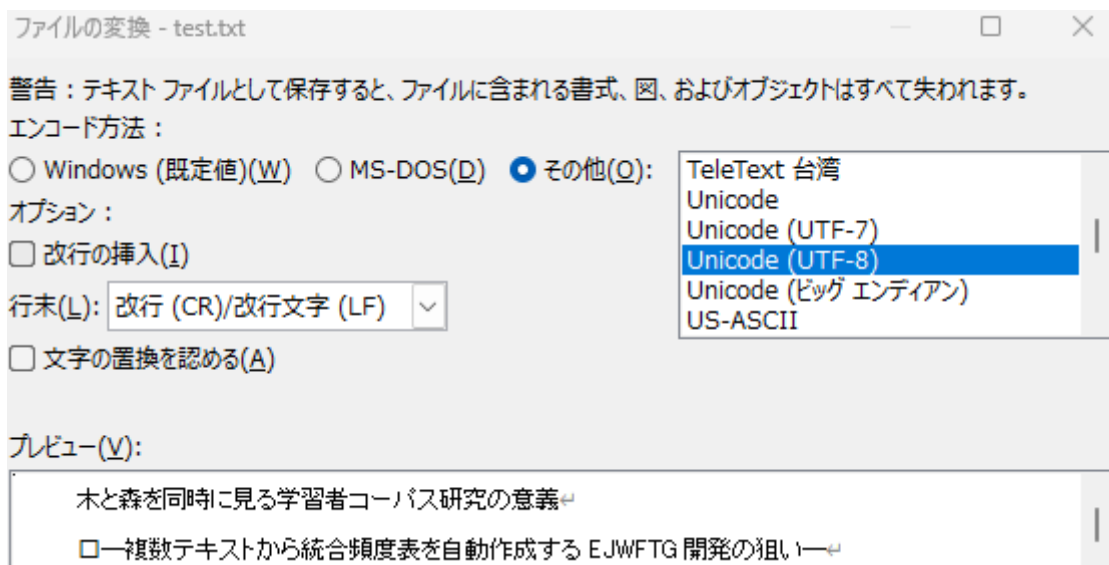 ファイルの変換 - test.txt
警告：テキスト ファイルとして保存すると、ファイルに含まれる書式、図、およびオブジェクトはすべて失われます。
エンコード方法：
Windows (既定値)(W) MS-DOS(D) その他(O):
TeleText 台湾
Unicode
Unicode (UTF-7)
Unicode (UTF-8)
Unicode (ビッグ エンディアン)
US-ASCII
オプション：
改行の挿入(I)
行末(L): 改行 (CR)/改行文字 (LF)
文字の置換を認める(A)
プレビュー(V):
木と森を同時に見る学習者コーパス研究の意義↵
□―複数テキストから統合頻度表を自動作成する EJWFTG 開発の狙い―↵